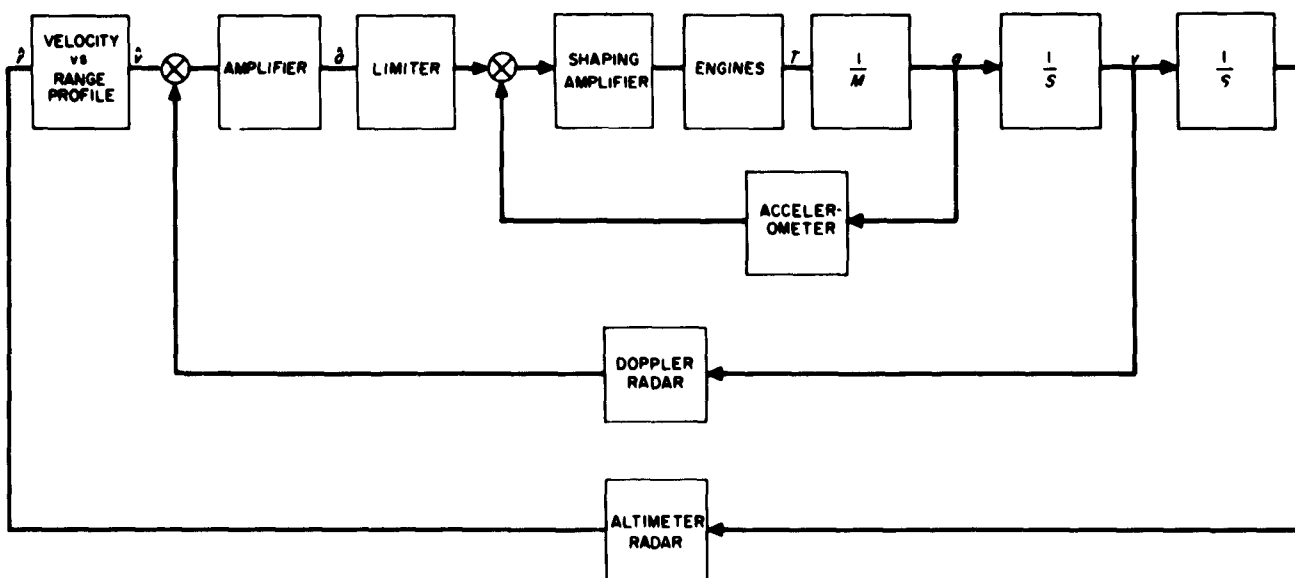 r̂
VELOCITY
vs
RANGE
PROFILE
v̂
AMPLIFIER
â
LIMITER
SHAPING
AMPLIFIER
ENGINES
T
1
M
a
1
S
v
1
S
ACCELER-
OMETER
DOPPLER
RADAR
ALTIMETER
RADAR